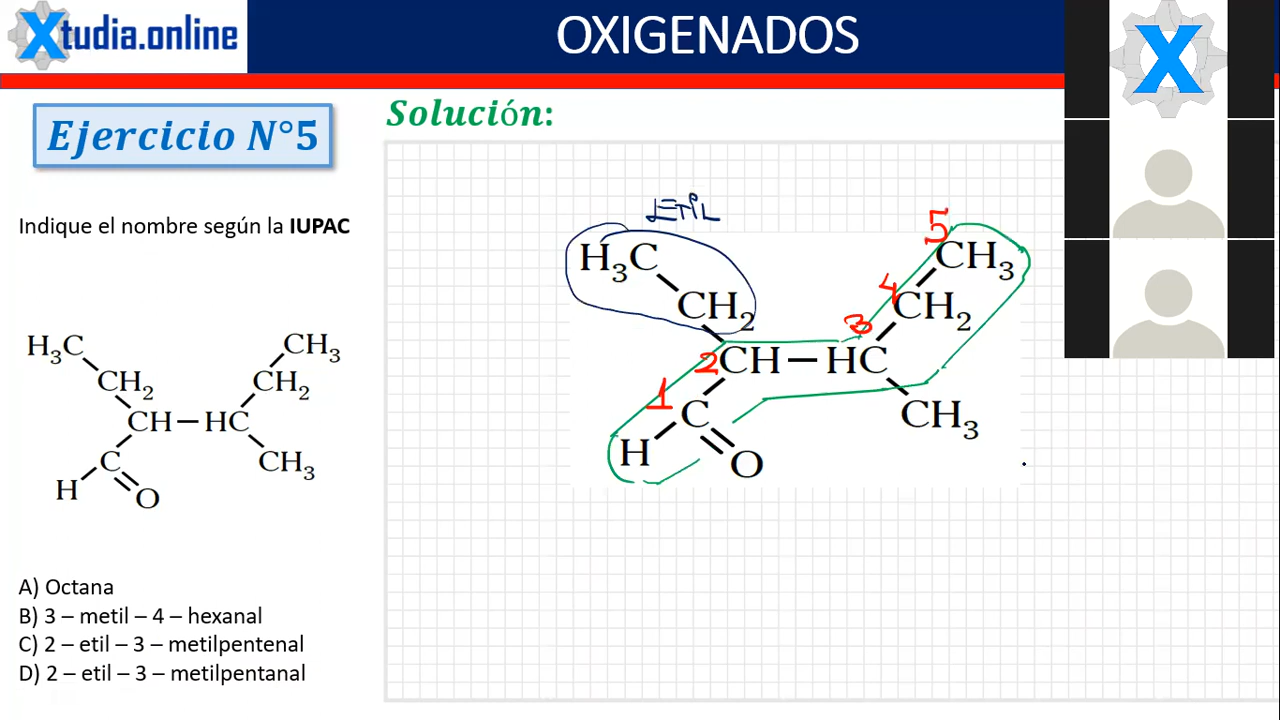 Xtudia.online
OXIGENADOS
X
Ejercicio N°5
Solución:
Indique el nombre según la IUPAC
H₃C
CH₃
CH₂
CH₂
CH — HC
C
CH₃
H
O
ETIL
5
H₃C
CH₃
4
CH₂
CH₂
3
2
CH — HC
1
C
CH₃
H
O
A) Octana
B) 3 – metil – 4 – hexanal
C) 2 – etil – 3 – metilpentenal
D) 2 – etil – 3 – metilpentanal